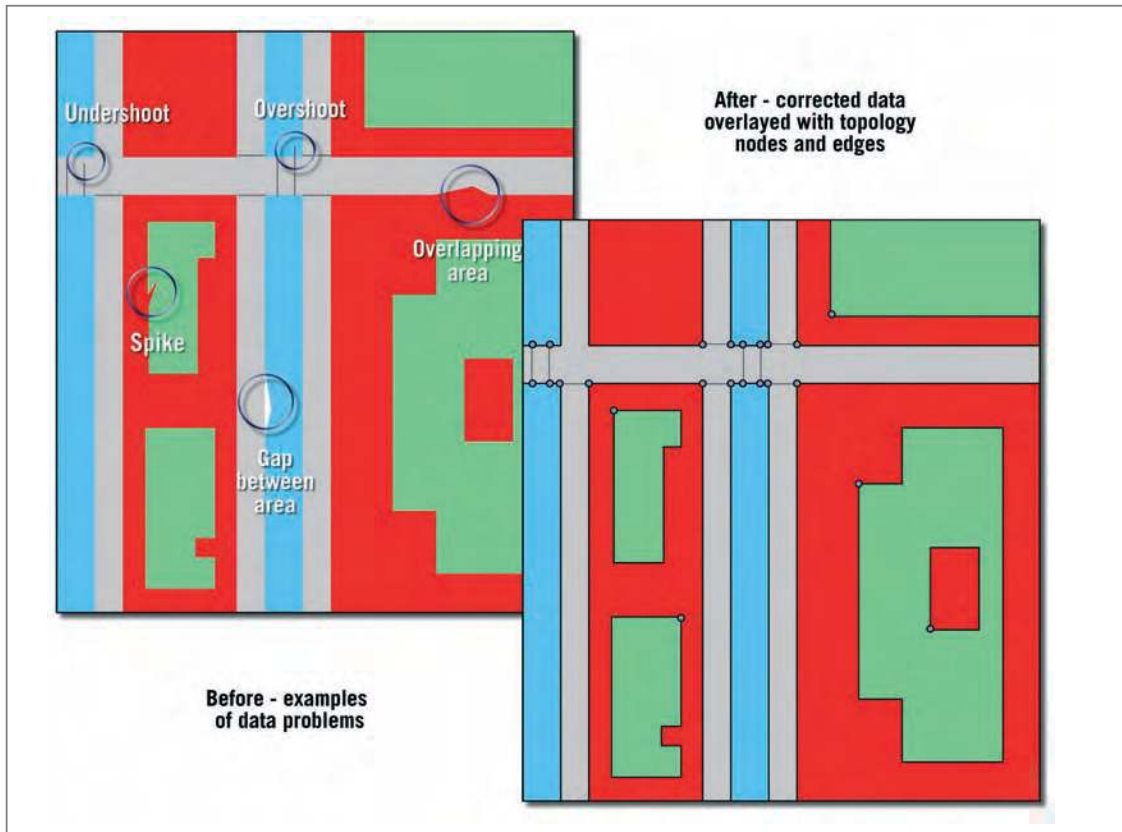 Undershoot
Overshoot
Overlapping
area
Spike
Gap
between
area
After - corrected data
overlayed with topology
nodes and edges
Before - examples
of data problems